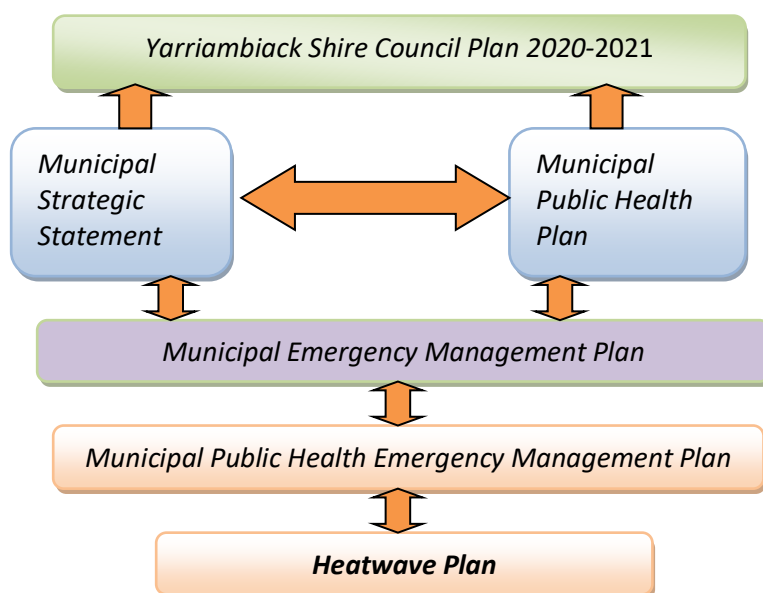 Yarriambiack Shire Council Plan 2020-2021
Municipal
Strategic
Statement
Municipal
Public Health
Plan
Municipal Emergency Management Plan
Municipal Public Health Emergency Management Plan
Heatwave Plan